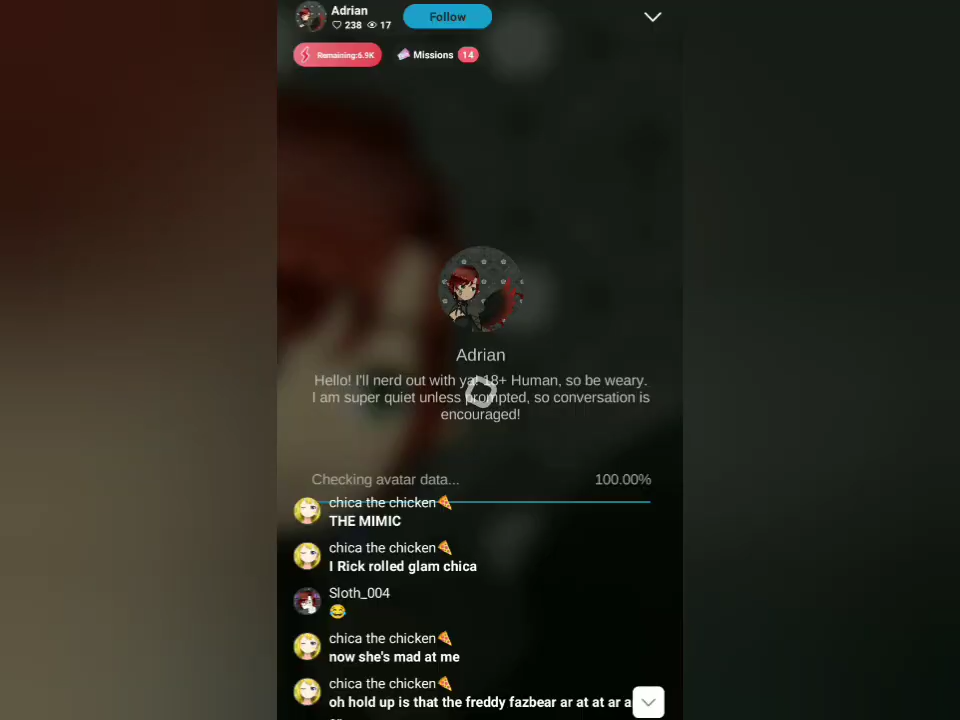 Adrian
238 17
Follow
Remaining:6.9K
Missions 14
Adrian
Hello! I'll nerd out with ya! 18+ Human, so be weary.
I am super quiet unless prompted, so conversation is
encouraged!
Checking avatar data... 100.00%
chica the chicken🍕
THE MIMIC
chica the chicken🍕
I Rick rolled glam chica
Sloth_004
😂
chica the chicken🍕
now she's mad at me
chica the chicken🍕
oh hold up is that the freddy fazbear ar at at ar a